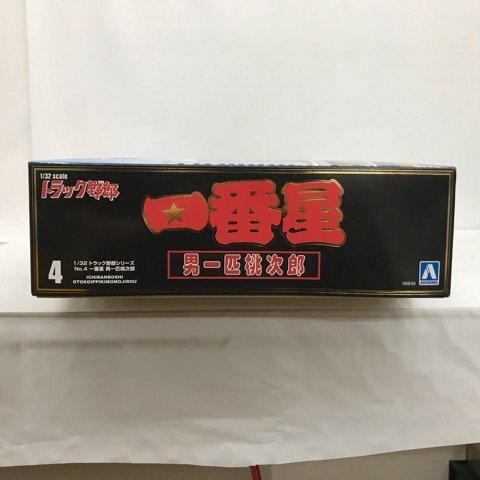 1/32 scale
トラック野郎
一番星
男一匹桃次郎
4
1/32 トラック野郎シリーズ
No.4 一番星 男一匹桃次郎
ICHIBANBOSHI
OTOKOIPPIKIMOMOJIROU
AOSHIMA
06849